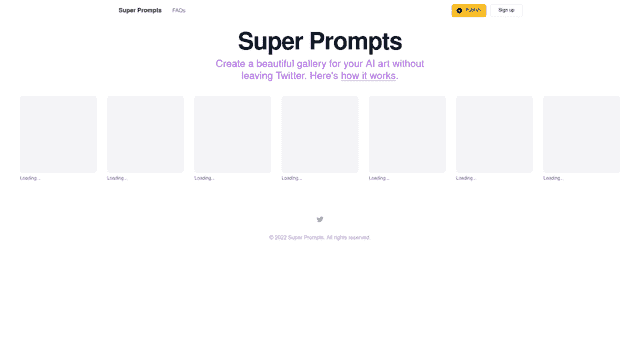 Super Prompts FAQs Publish Sign up
Super Prompts
Create a beautiful gallery for your AI art without
leaving Twitter. Here's how it works.
Loading... Loading... Loading... Loading... Loading... Loading... Loading...
© 2022 Super Prompts. All rights reserved.